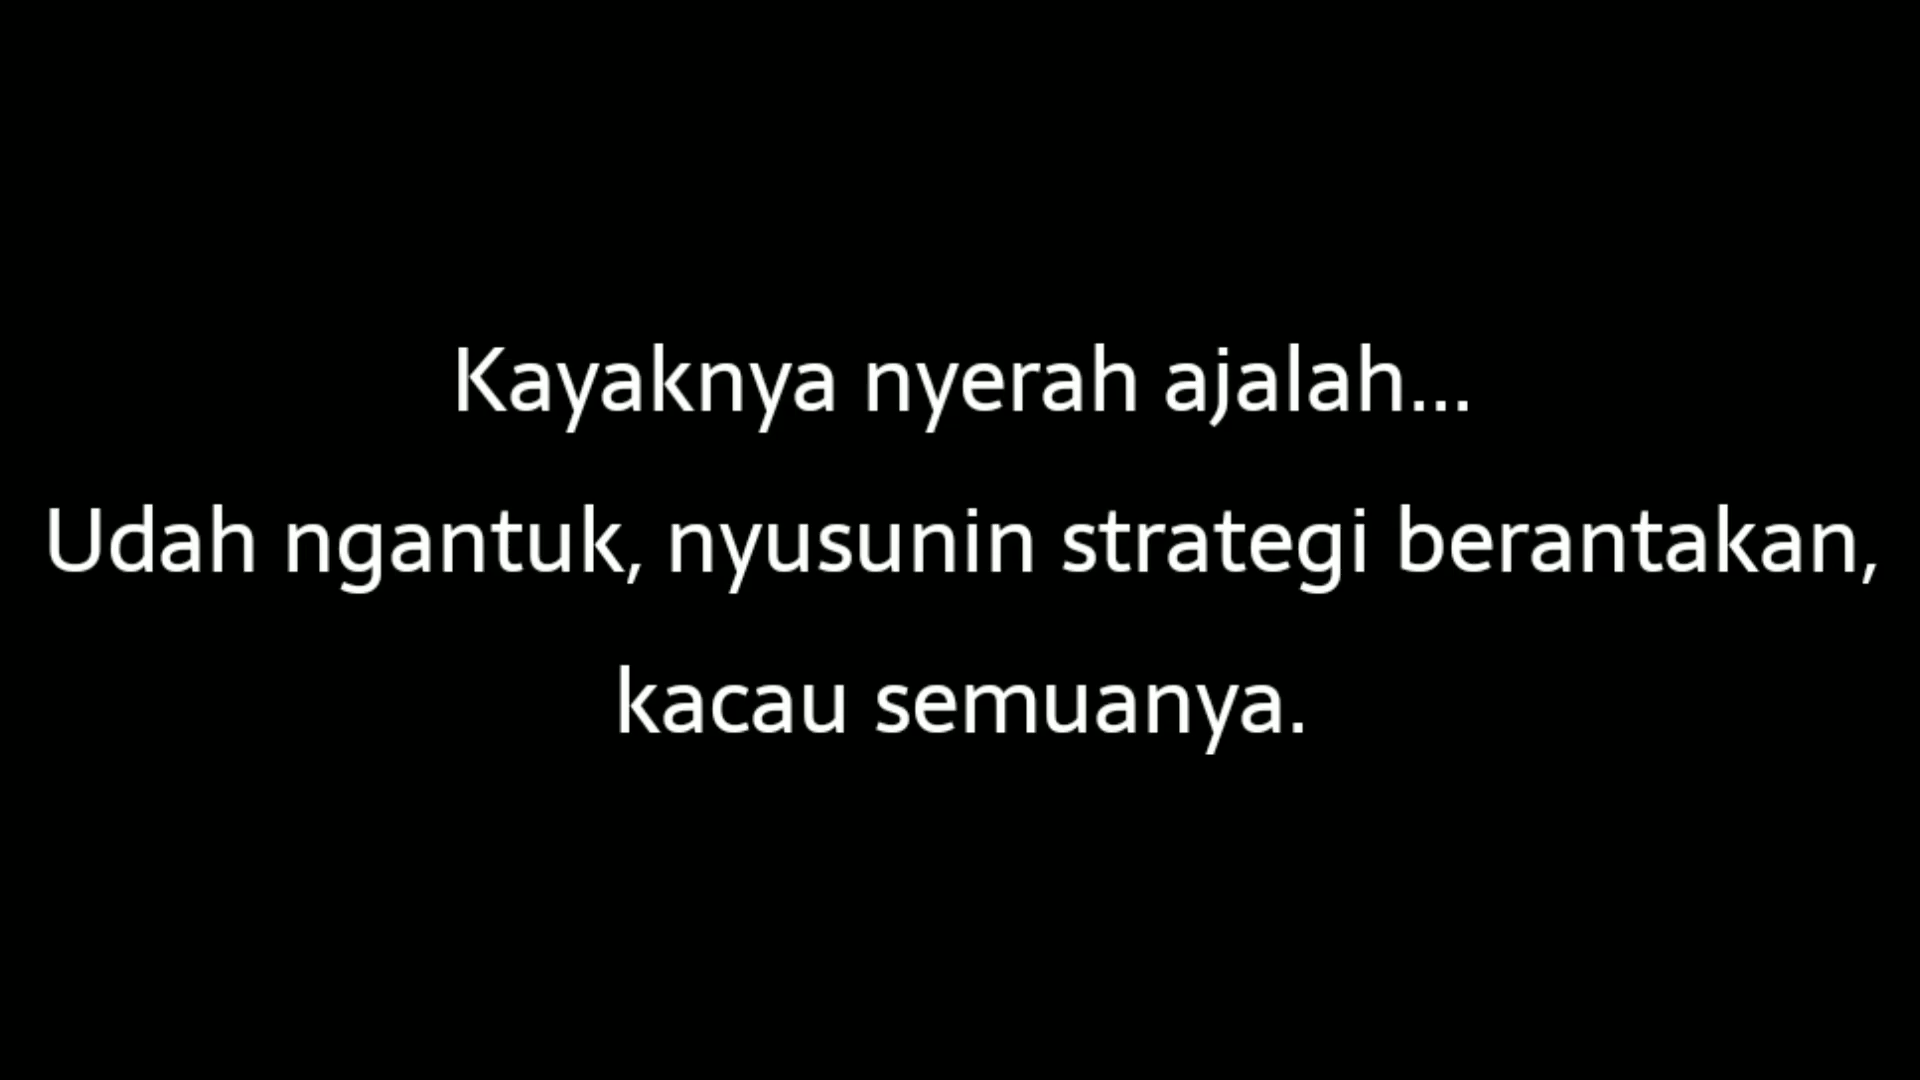 Kayaknya nyerah ajalah...
Udah ngantuk, nyusunin strategi berantakan,
kacau semuanya.